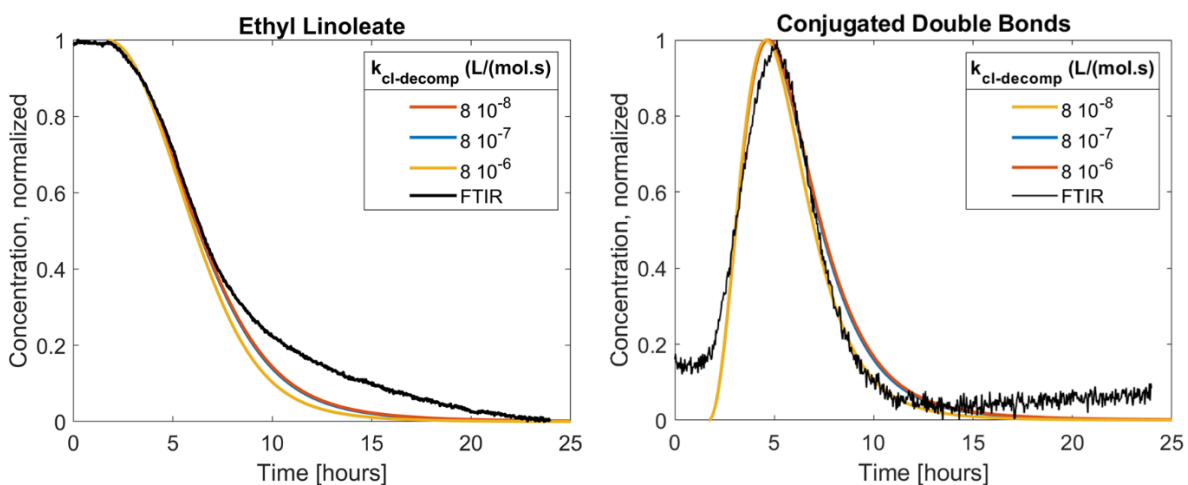 Ethyl Linoleate
Concentration, normalized
1
0.8
0.6
0.4
0.2
0
0 5 10 15 20 25
Time [hours]
k_cl-decomp (L/(mol.s)
8 10^-8
8 10^-7
8 10^-6
FTIR
Conjugated Double Bonds
Concentration, normalized
1
0.8
0.6
0.4
0.2
0
0 5 10 15 20 25
Time [hours]
k_cl-decomp (L/(mol.s)
8 10^-8
8 10^-7
8 10^-6
FTIR